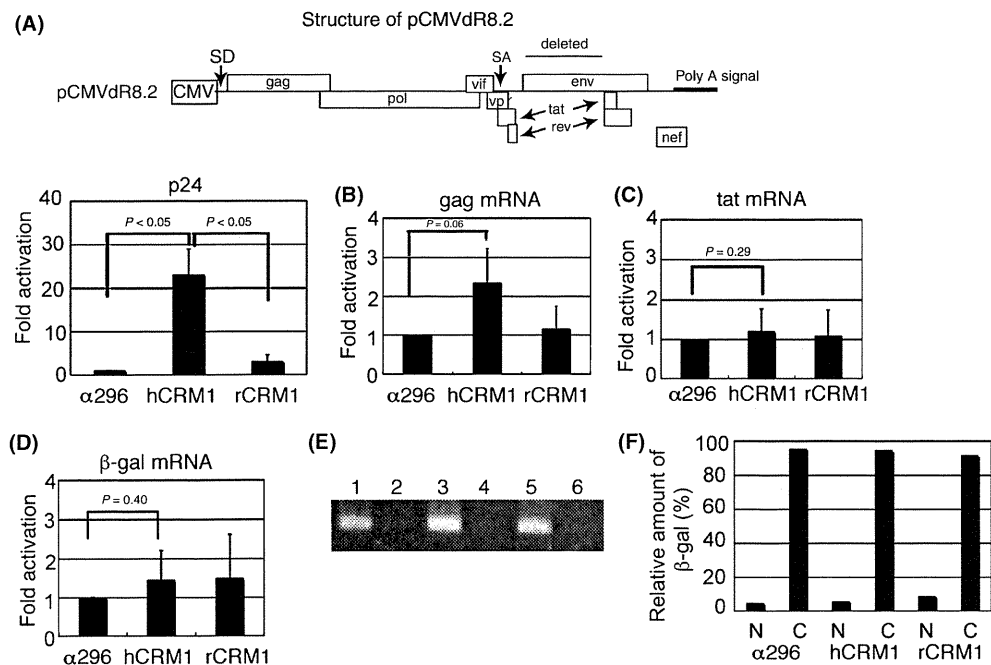 (A)
Structure of pCMVdR8.2
SD
SA
deleted
Poly A signal
pCMVdR8.2
CMV
gag
pol
vif
vpr
env
tat
rev
nef
p24
Fold activation
40
30
20
10
0
P < 0.05
P < 0.05
α296
hCRM1
rCRM1
(B)
gag mRNA
Fold activation
4
3
2
1
0
P = 0.06
α296
hCRM1
rCRM1
(C)
tat mRNA
Fold activation
4
3
2
1
0
P = 0.29
α296
hCRM1
rCRM1
(D)
β-gal mRNA
Fold activation
4
3
2
1
0
P = 0.40
α296
hCRM1
rCRM1
(E)
1 2 3 4 5 6
(F)
Relative amount of
β-gal (%)
100
80
60
40
20
0
N C N C N C
α296
hCRM1
rCRM1